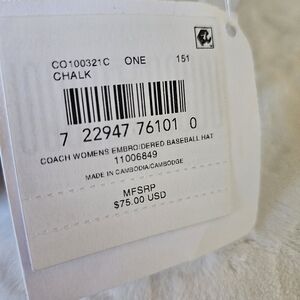 CO100321C ONE 151
CHALK
7 22947 76101 0
COACH WOMENS EMBROIDERED BASEBALL HAT
11006849
MADE IN CAMBODIA/CAMBODGE
MFSRP
$75.00 USD